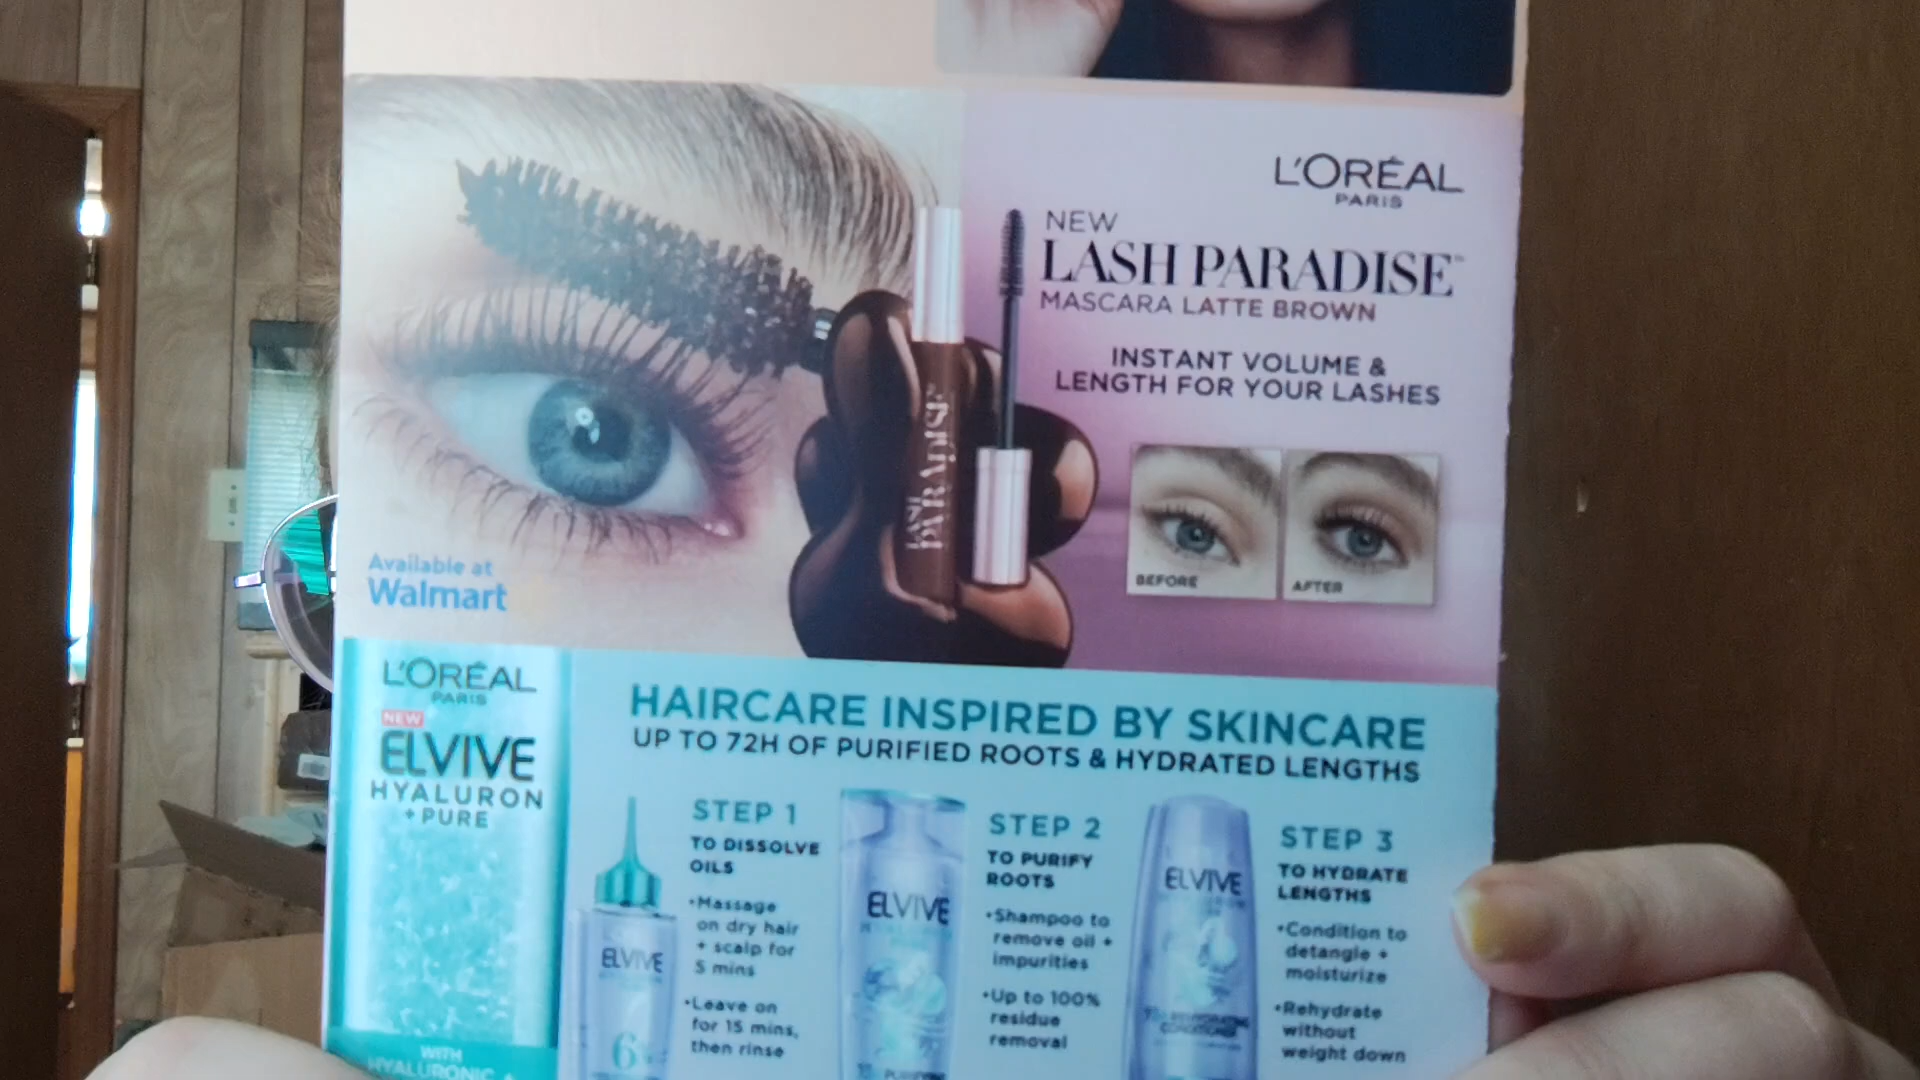 L'ORÉAL
PARIS
NEW
LASH PARADISE™
MASCARA LATTE BROWN
INSTANT VOLUME &
LENGTH FOR YOUR LASHES
LASH
PARADISE
BEFORE
AFTER
Available at
Walmart
L'ORÉAL
PARIS
NEW
ELVIVE
HYALURON
+ PURE
WITH
HYALURONIC +
HAIRCARE INSPIRED BY SKINCARE
UP TO 72H OF PURIFIED ROOTS & HYDRATED LENGTHS
STEP 1
TO DISSOLVE
OILS
•Massage
on dry hair
+ scalp for
5 mins
•Leave on
for 15 mins,
then rinse
ELVIVE
STEP 2
TO PURIFY
ROOTS
•Shampoo to
remove oil +
impurities
•Up to 100%
residue
removal
ELVIVE
PURIFYING
STEP 3
TO HYDRATE
LENGTHS
•Condition to
detangle +
moisturize
•Rehydrate
without
weight down
ELVIVE
REHYDRATING
CONDITIONER